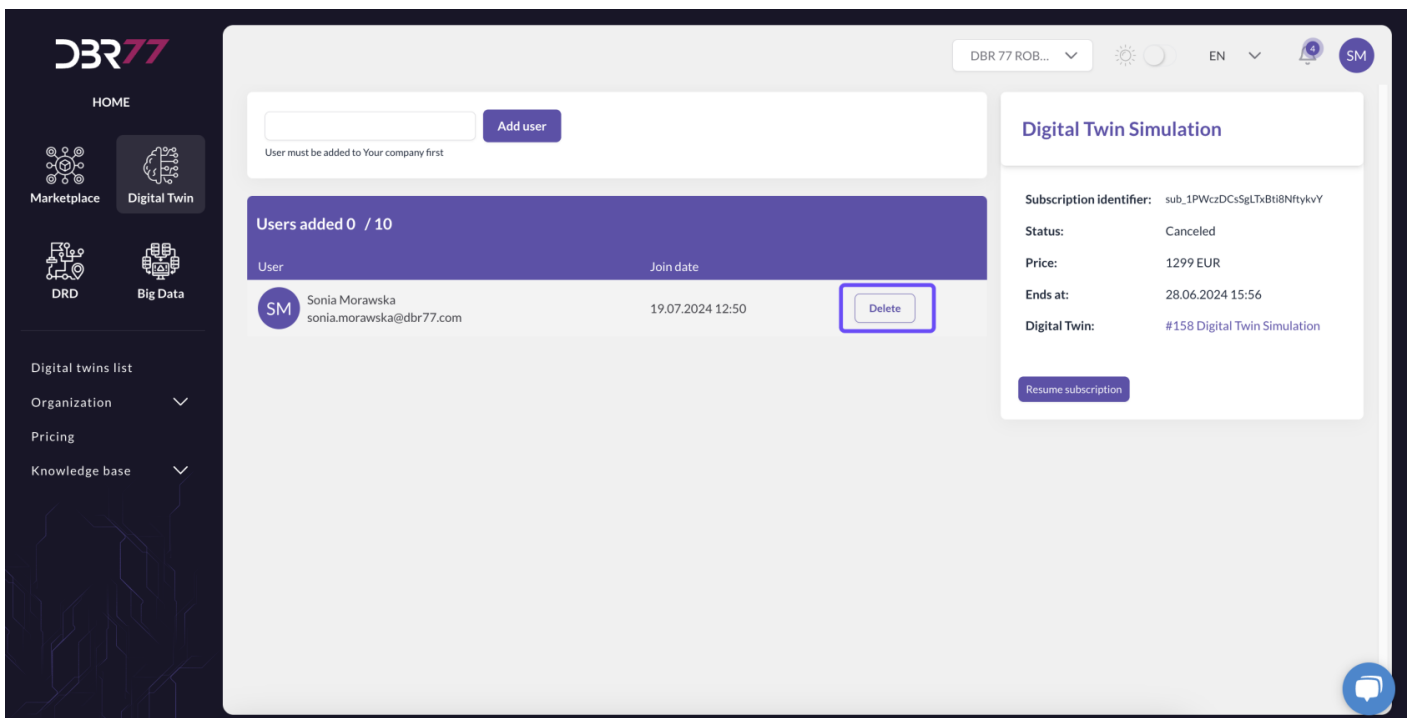 DBR77
DBR 77 ROB...
EN
4
SM
HOME
Marketplace
Digital Twin
DRD
Big Data
Digital twins list
Organization
Pricing
Knowledge base
Add user
User must be added to Your company first
Users added 0 / 10
User
Join date
SM
Sonia Morawska
sonia.morawska@dbr77.com
19.07.2024 12:50
Delete
Digital Twin Simulation
Subscription identifier: sub_1PWczDCsSgLTxBti8NftykvY
Status: Canceled
Price: 1299 EUR
Ends at: 28.06.2024 15:56
Digital Twin: #158 Digital Twin Simulation
Resume subscription